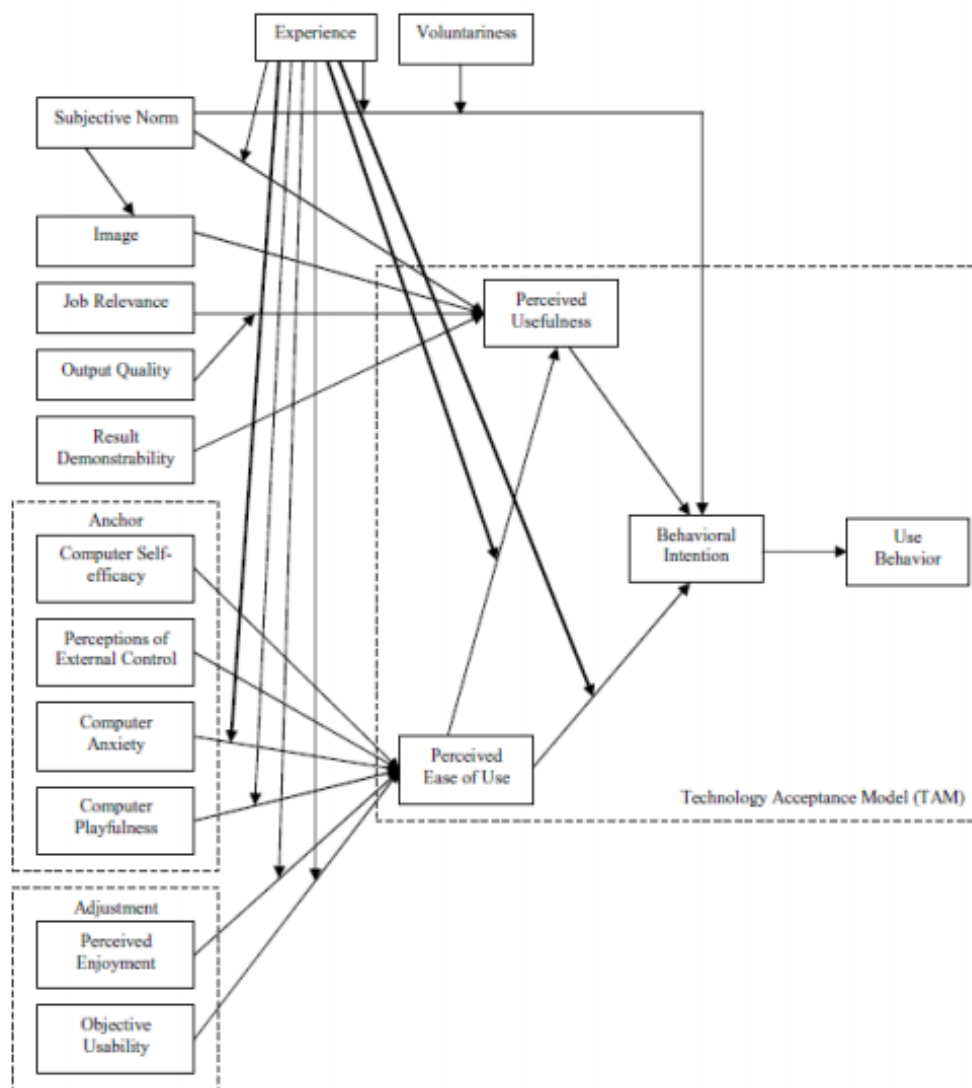 Experience
Voluntariness
Subjective Norm
Image
Job Relevance
Output Quality
Result
Demonstrability
Perceived
Usefulness
Anchor
Computer Self-
efficacy
Perceptions of
External Control
Computer
Anxiety
Computer
Playfulness
Behavioral
Intention
Use
Behavior
Perceived
Ease of Use
Technology Acceptance Model (TAM)
Adjustment
Perceived
Enjoyment
Objective
Usability